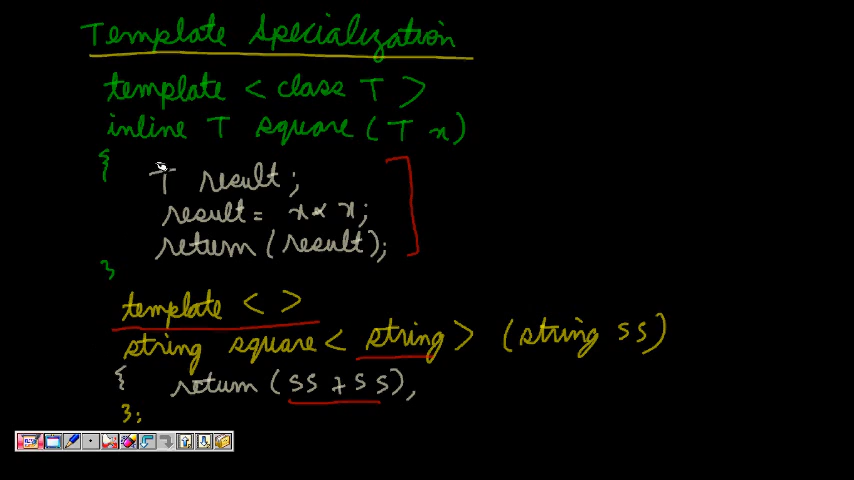 Template Specialization
template < class T >
inline T square ( T x )
{
T result ;
result = x * x ;
return ( result ) ;
}
template < >
string square < string > ( string ss )
{ return ( ss + ss ) ,
} ;